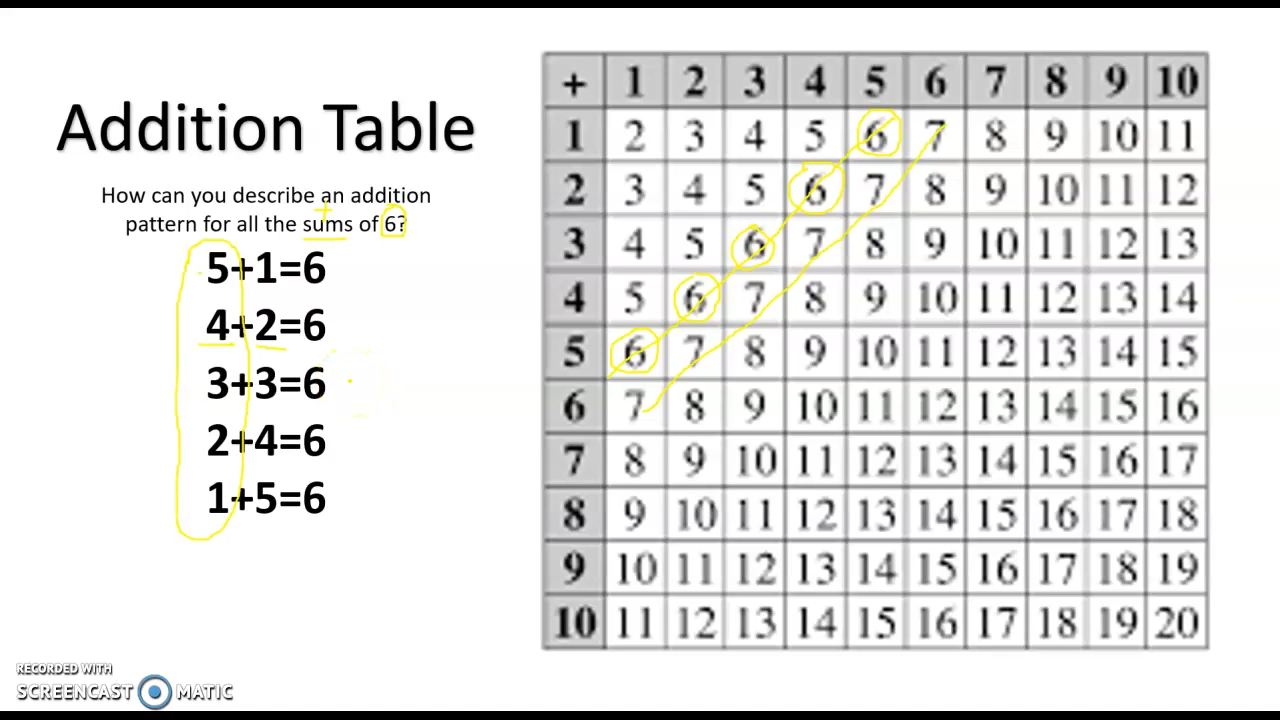 Addition Table
How can you describe an addition
pattern for all the sums of 6?
5+1=6
4+2=6
3+3=6
2+4=6
1+5=6
+ 1 2 3 4 5 6 7 8 9 10
1 2 3 4 5 6 7 8 9 10 11
2 3 4 5 6 7 8 9 10 11 12
3 4 5 6 7 8 9 10 11 12 13
4 5 6 7 8 9 10 11 12 13 14
5 6 7 8 9 10 11 12 13 14 15
6 7 8 9 10 11 12 13 14 15 16
7 8 9 10 11 12 13 14 15 16 17
8 9 10 11 12 13 14 15 16 17 18
9 10 11 12 13 14 15 16 17 18 19
10 11 12 13 14 15 16 17 18 19 20
+
RECORDED WITH
SCREENCAST MATIC